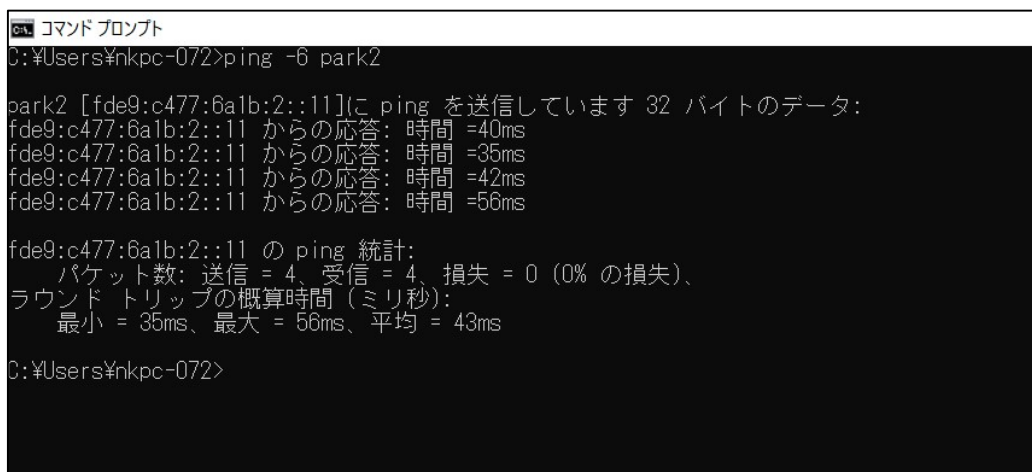 コマンド プロンプト
C:¥Users¥nkpc-072>ping -6 park2
park2 [fde9:c477:6a1b:2::11]に ping を送信しています 32 バイトのデータ:
fde9:c477:6a1b:2::11 からの応答: 時間 =40ms
fde9:c477:6a1b:2::11 からの応答: 時間 =35ms
fde9:c477:6a1b:2::11 からの応答: 時間 =42ms
fde9:c477:6a1b:2::11 からの応答: 時間 =56ms
fde9:c477:6a1b:2::11 の ping 統計:
パケット数: 送信 = 4、受信 = 4、損失 = 0 (0% の損失)、
ラウンド トリップの概算時間 (ミリ秒):
最小 = 35ms、最大 = 56ms、平均 = 43ms
C:¥Users¥nkpc-072>